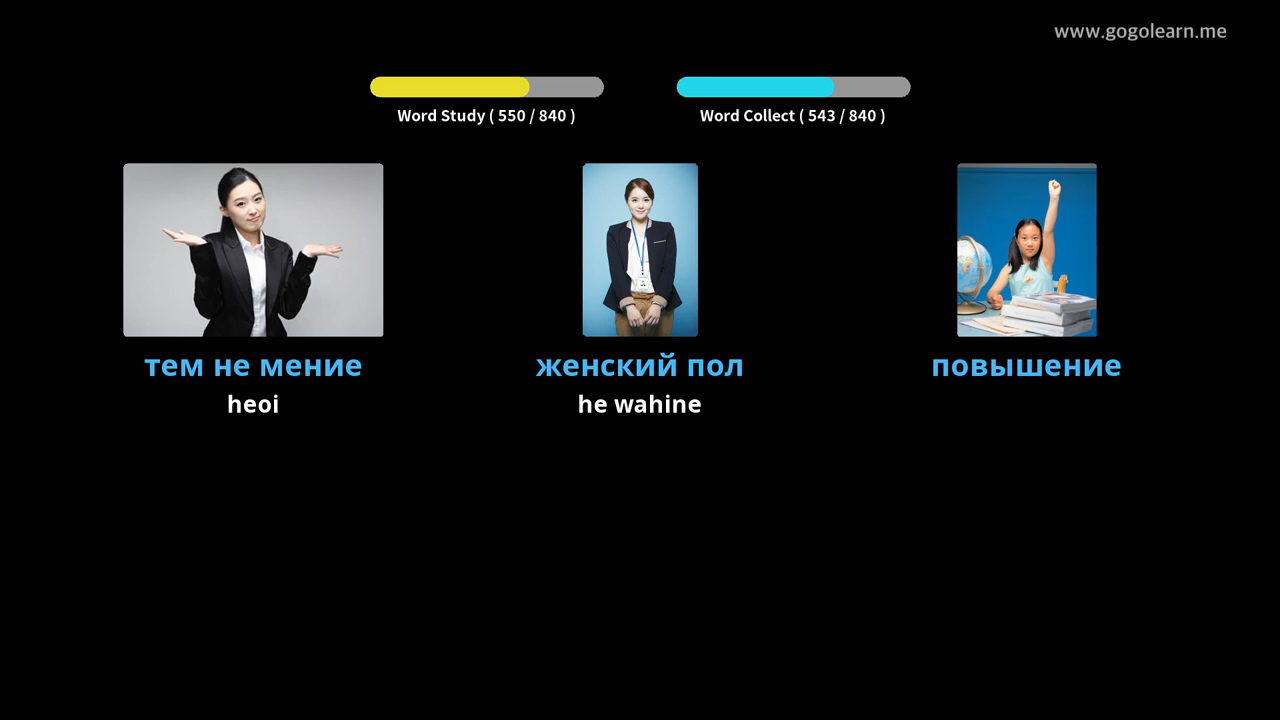 www.gogolearn.me
Word Study ( 550 / 840 )
Word Collect ( 543 / 840 )
тем не мение
женский пол
повышение
heoi
he wahine